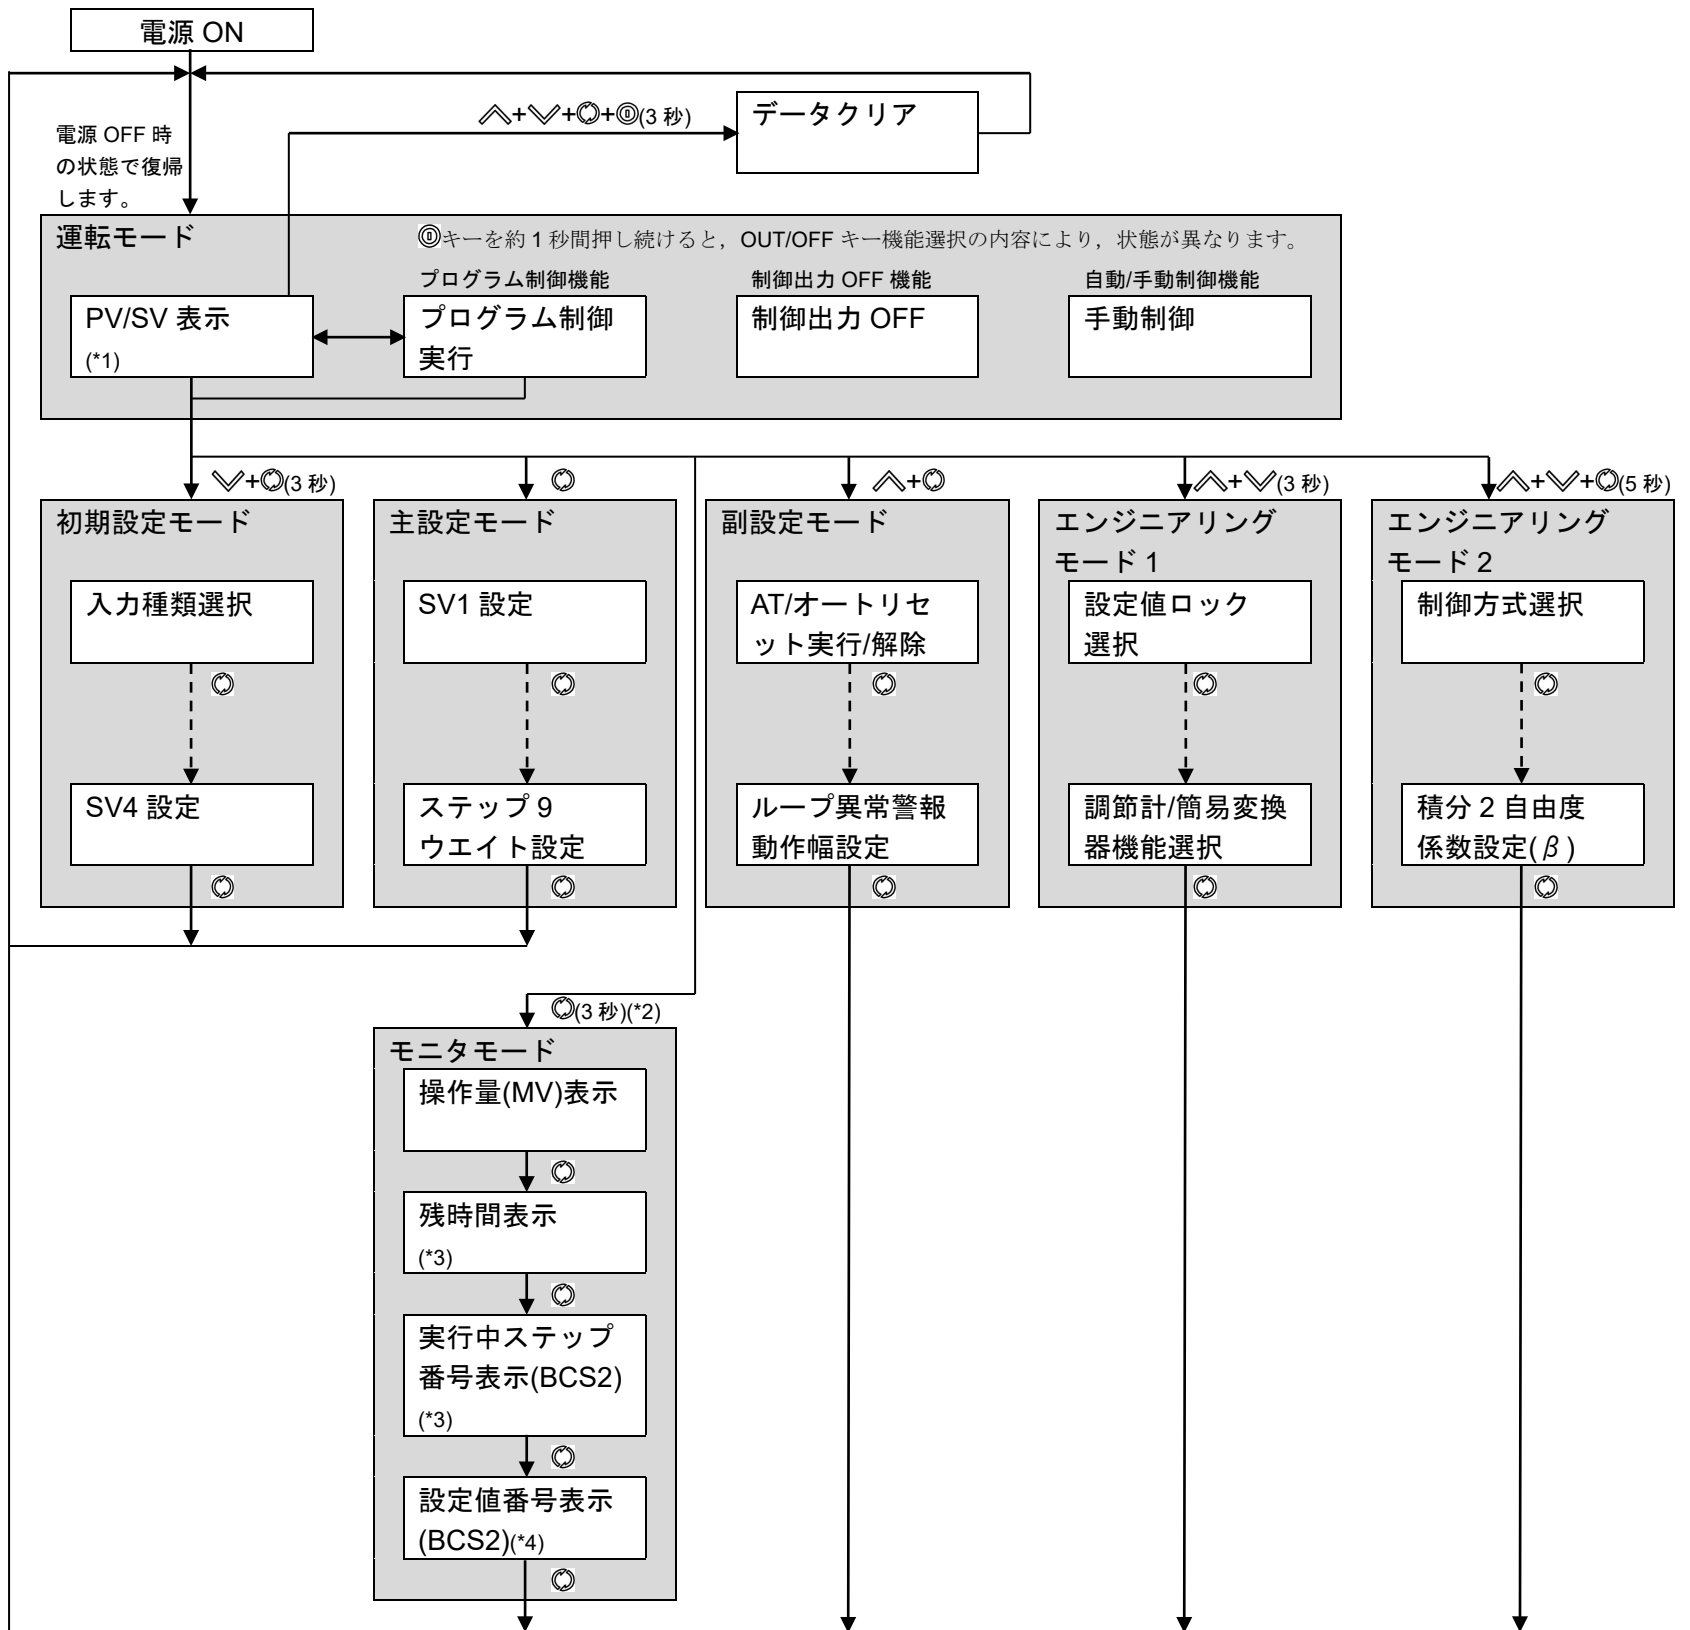 電源 ON
電源 OFF 時
の状態で復帰
します。
+ + + (3 秒)
データクリア
運転モード
キーを約 1 秒間押し続けると，OUT/OFF キー機能選択の内容により，状態が異なります。
PV/SV 表示
(*1)
プログラム制御機能
プログラム制御
実行
制御出力 OFF 機能
制御出力 OFF
自動/手動制御機能
手動制御
+ (3 秒)
初期設定モード
入力種類選択
SV4 設定
主設定モード
SV1 設定
ステップ 9
ウエイト設定
+
副設定モード
AT/オートリセ
ット実行/解除
ループ異常警報
動作幅設定
+ (3 秒)
エンジニアリング
モード 1
設定値ロック
選択
調節計/簡易変換
器機能選択
+ + (5 秒)
エンジニアリング
モード 2
制御方式選択
積分 2 自由度
係数設定(β)
(3 秒)(*2)
モニタモード
操作量(MV)表示
残時間表示
(*3)
実行中ステップ
番号表示(BCS2)
(*3)
設定値番号表示
(BCS2)(*4)